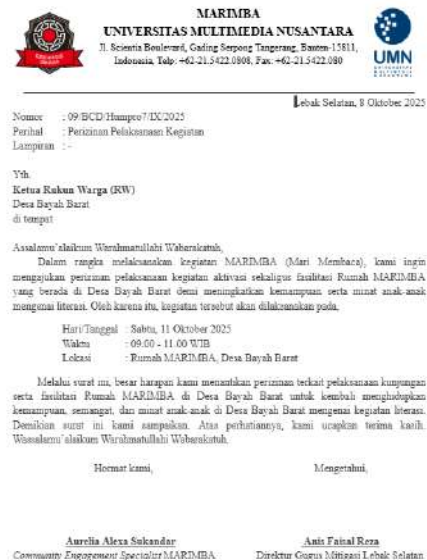 MARIMBA
UNIVERSITAS MULTIMEDIA NUSANTARA
Jl. Scientia Boulevard, Gading Serpong Tangerang, Banten-15811,
Indonesia, Telp: +62-21.5422.0808, Fax: +62-21.5422.080
UMN
UNIVERSITAS
MULTIMEDIA
NUSANTARA
Lebak Selatan, 8 Oktober 2025
Nomor : 09/BCD/Humpro7/IX/2025
Perihal : Perizinan Pelaksanaan Kegiatan
Lampiran : -
Yth.
Ketua Rukun Warga (RW)
Desa Bayah Barat
di tempat
Assalamu'alaikum Warahmatullahi Wabarakatuh,
Dalam rangka melaksanakan kegiatan MARIMBA (Mari Membaca), kami ingin
mengajukan perizinan pelaksanaan kegiatan aktivasi sekaligus fasilitasi Rumah MARIMBA
yang berada di Desa Bayah Barat demi meningkatkan kemampuan serta minat anak-anak
mengenai literasi. Oleh karena itu, kegiatan tersebut akan dilaksanakan pada,
Hari/Tanggal : Sabtu, 11 Oktober 2025
Waktu : 09.00 - 11.00 WIB
Lokasi : Rumah MARIMBA, Desa Bayah Barat
Melalui surat ini, besar harapan kami menantikan perizinan terkait pelaksanaan kunjungan
serta fasilitasi Rumah MARIMBA di Desa Bayah Barat untuk kembali menghidupkan
kemampuan, semangat, dan minat anak-anak di Desa Bayah Barat mengenai kegiatan literasi.
Demikian surat ini kami sampaikan. Atas perhatiannya, kami ucapkan terima kasih.
Wassalamu'alaikum Warahmatullahi Wabarakatuh.
Hormat kami, Mengetahui,
Aurelia Alexa Sukandar Anis Faisal Reza
Community Engagement Specialist MARIMBA Direktur Gugus Mitigasi Lebak Selatan